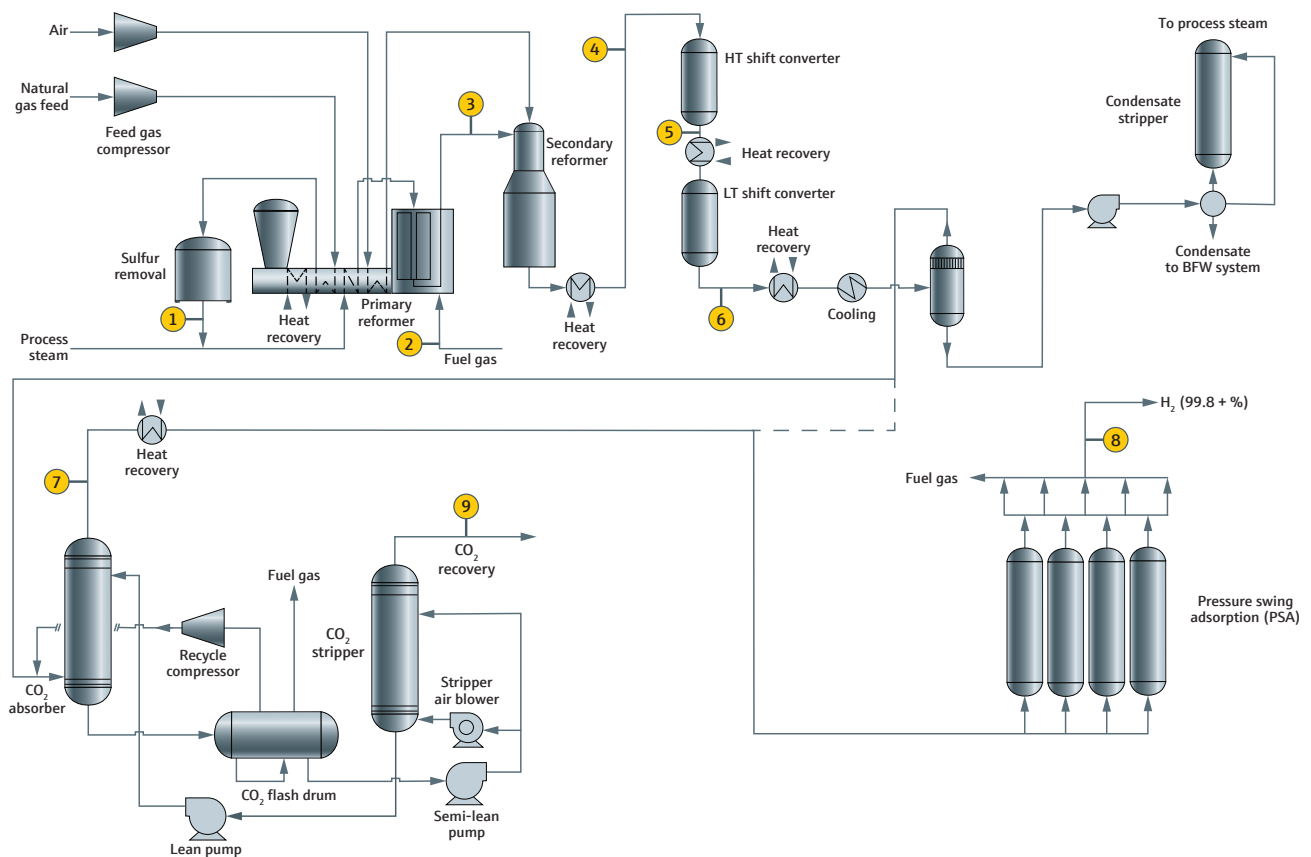 Air
Natural
gas feed
Feed gas
compressor
Sulfur
removal
1
Process
steam
Heat
recovery
Primary
reformer
2
Fuel gas
3
Secondary
reformer
Heat
recovery
4
HT shift converter
5
Heat recovery
LT shift converter
6
Heat
recovery
Cooling
To process steam
Condensate
stripper
Condensate
to BFW system
7
Heat
recovery
CO₂
absorber
Recycle
compressor
Fuel gas
CO₂ flash drum
Lean pump
9
CO₂
recovery
CO₂
stripper
Stripper
air blower
Semi-lean
pump
H₂ (99.8 + %)
8
Fuel gas
Pressure swing
adsorption (PSA)